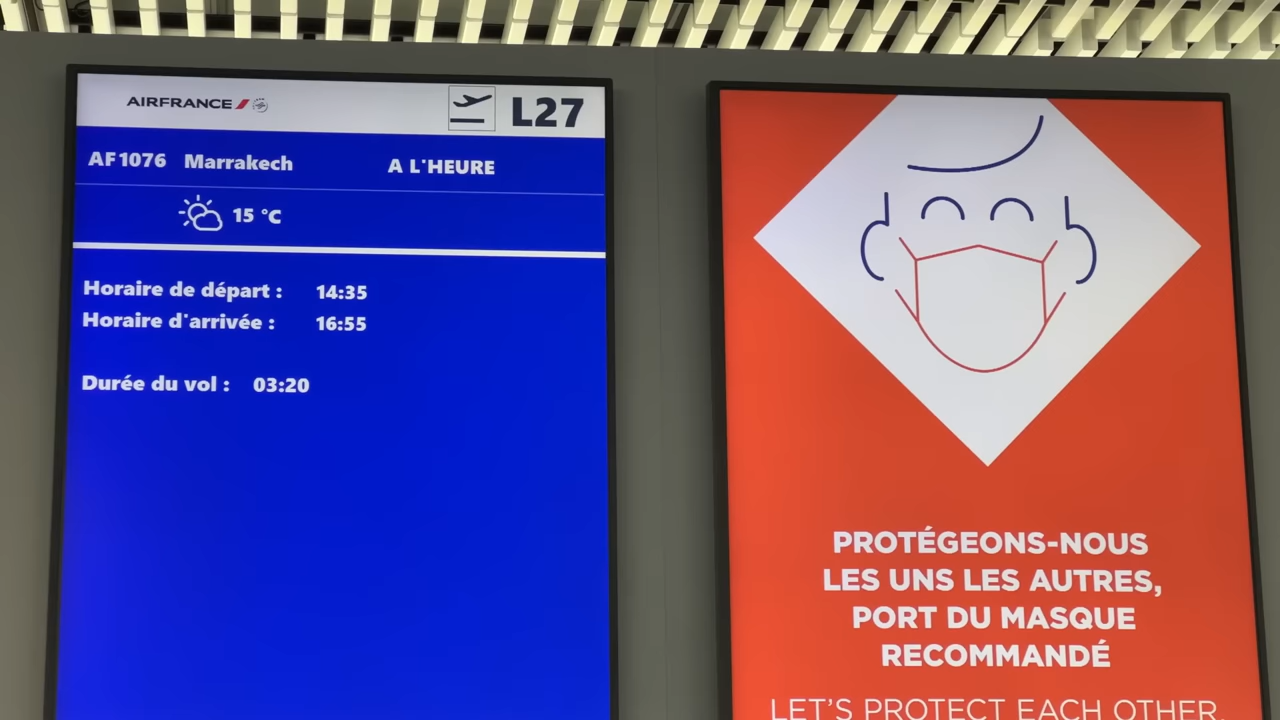 AIRFRANCE
L27
AF1076 Marrakech A L'HEURE
15 °C
Horaire de départ : 14:35
Horaire d'arrivée : 16:55
Durée du vol : 03:20
PROTÉGEONS-NOUS
LES UNS LES AUTRES,
PORT DU MASQUE
RECOMMANDÉ
LET'S PROTECT EACH OTHER,